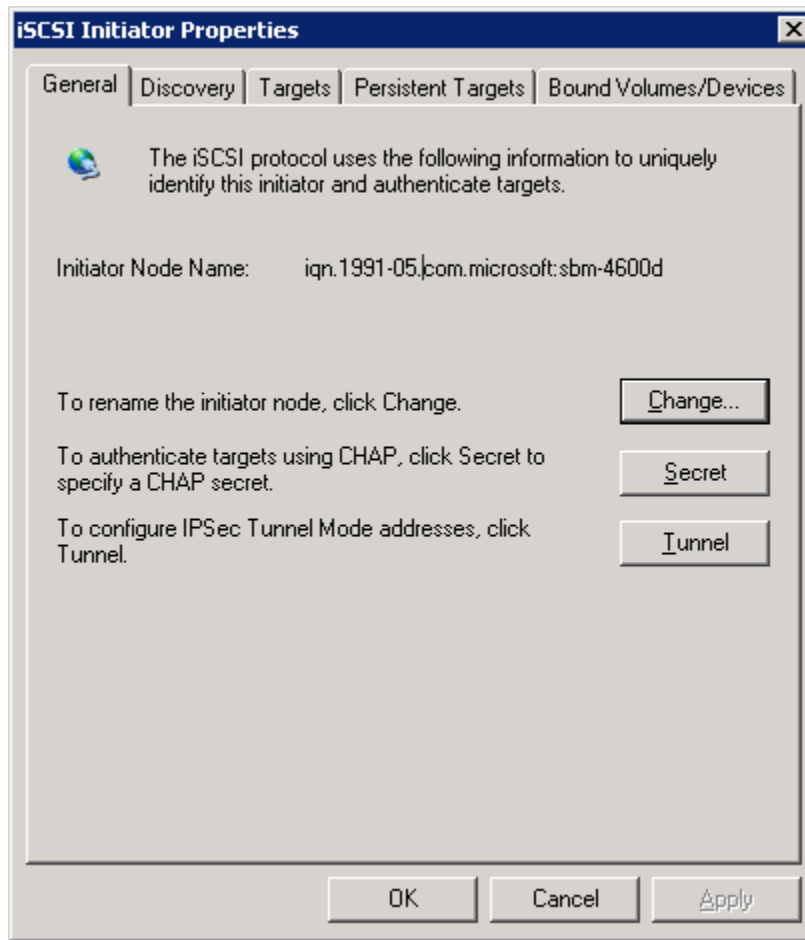 iSCSI Initiator Properties
General Discovery Targets Persistent Targets Bound Volumes/Devices
The iSCSI protocol uses the following information to uniquely
identify this initiator and authenticate targets.
Initiator Node Name: iqn.1991-05.com.microsoft:sbm-4600d
To rename the initiator node, click Change.
Change...
To authenticate targets using CHAP, click Secret to
specify a CHAP secret.
Secret
To configure IPSec Tunnel Mode addresses, click
Tunnel.
Tunnel
OK Cancel Apply